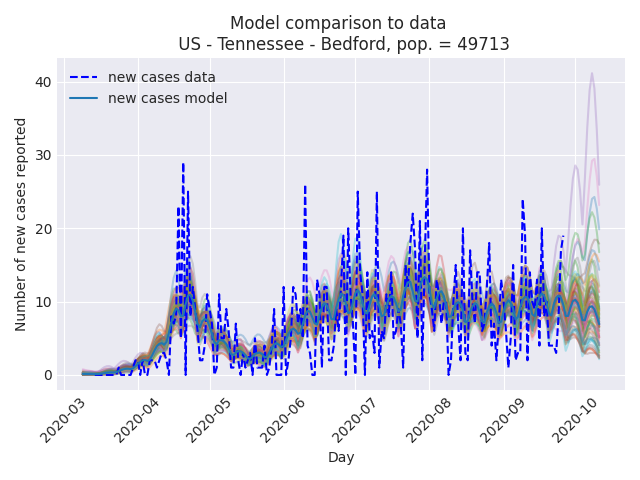 Model comparison to data
US - Tennessee - Bedford, pop. = 49713
new cases data
new cases model
Number of new cases reported
40
30
20
10
0
2020-03
2020-04
2020-05
2020-06
2020-07
2020-08
2020-09
2020-10
Day